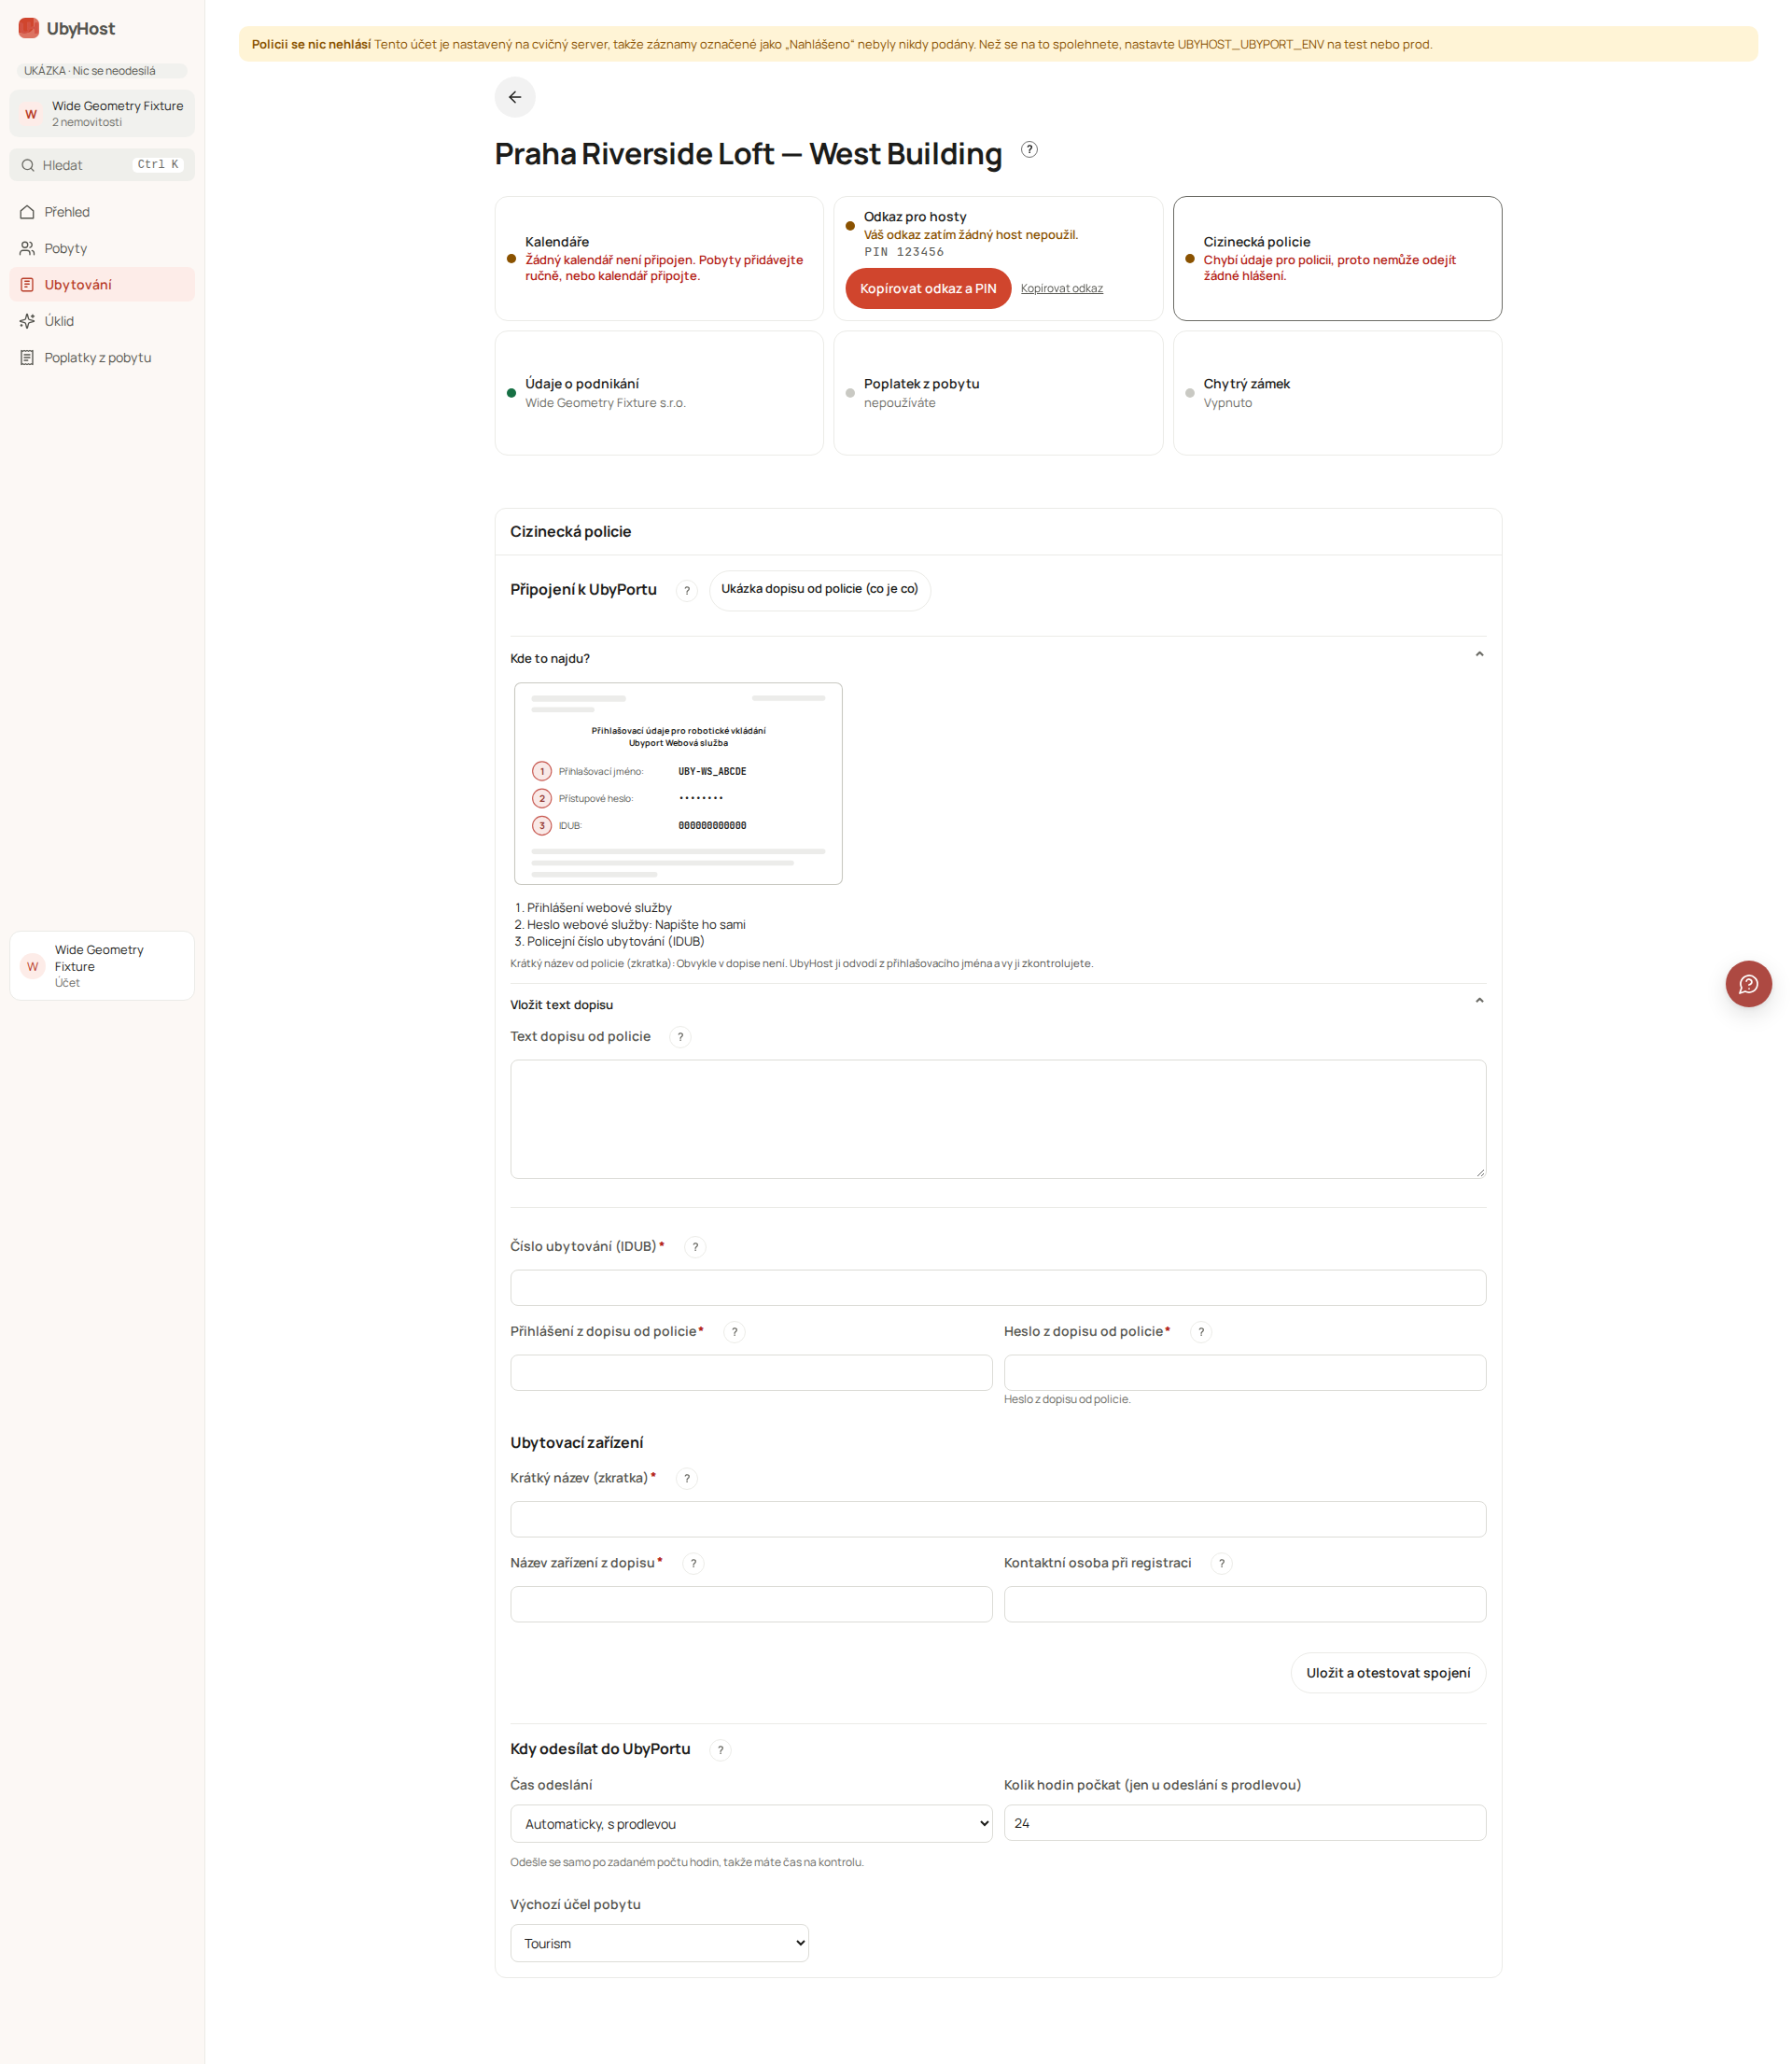 UbyHost
UKÁZKA · Nic se neodesílá
W
Wide Geometry Fixture
2 nemovitosti
Hledat
Ctrl K
Přehled
Pobyty
Ubytování
Úklid
Poplatky z pobytu
W
Wide Geometry
Fixture
Účet
Policii se nic nehlásí Tento účet je nastavený na cvičný server, takže záznamy označené jako „Nahlášeno“ nebyly nikdy podány. Než se na to spolehnete, nastavte UBYHOST_UBYPORT_ENV na test nebo prod.
Praha Riverside Loft — West Building
?
Kalendáře
Žádný kalendář není připojen. Pobyty přidávejte
ručně, nebo kalendář připojte.
Odkaz pro hosty
Váš odkaz zatím žádný host nepoužil.
PIN 123456
Kopírovat odkaz a PIN
Kopírovat odkaz
Cizinecká policie
Chybí údaje pro policii, proto nemůže odejít
žádné hlášení.
Údaje o podnikání
Wide Geometry Fixture s.r.o.
Poplatek z pobytu
nepoužíváte
Chytrý zámek
Vypnuto
Cizinecká policie
Připojení k UbyPortu
?
Ukázka dopisu od policie (co je co)
Kde to najdu?
Přihlašovací údaje pro robotické vkládání
Ubyport Webová služba
1 Přihlašovací jméno: UBY-WS_ABCDE
2 Přístupové heslo: ••••••••
3 IDUB: 000000000000
1. Přihlášení webové služby
2. Heslo webové služby: Napište ho sami
3. Policejní číslo ubytování (IDUB)
Krátký název od policie (zkratka): Obvykle v dopise není. UbyHost ji odvodí z přihlašovacího jména a vy ji zkontrolujete.
Vložit text dopisu
Text dopisu od policie
?
Číslo ubytování (IDUB) *
?
Přihlášení z dopisu od policie *
?
Heslo z dopisu od policie *
?
Heslo z dopisu od policie.
Ubytovací zařízení
Krátký název (zkratka) *
?
Název zařízení z dopisu *
?
Kontaktní osoba při registraci
?
Uložit a otestovat spojení
Kdy odesílat do UbyPortu
?
Čas odeslání
Kolik hodin počkat (jen u odeslání s prodlevou)
Automaticky, s prodlevou
24
Odešle se samo po zadaném počtu hodin, takže máte čas na kontrolu.
Výchozí účel pobytu
Tourism